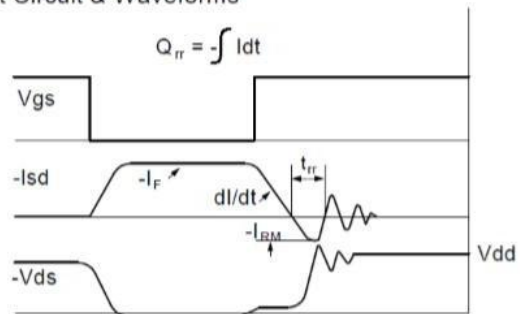 Circuit & Waveforms
Qrr = -∫ Idt
Vgs
trr
-Isd
-IF
dI/dt
-IRM
Vdd
-Vds